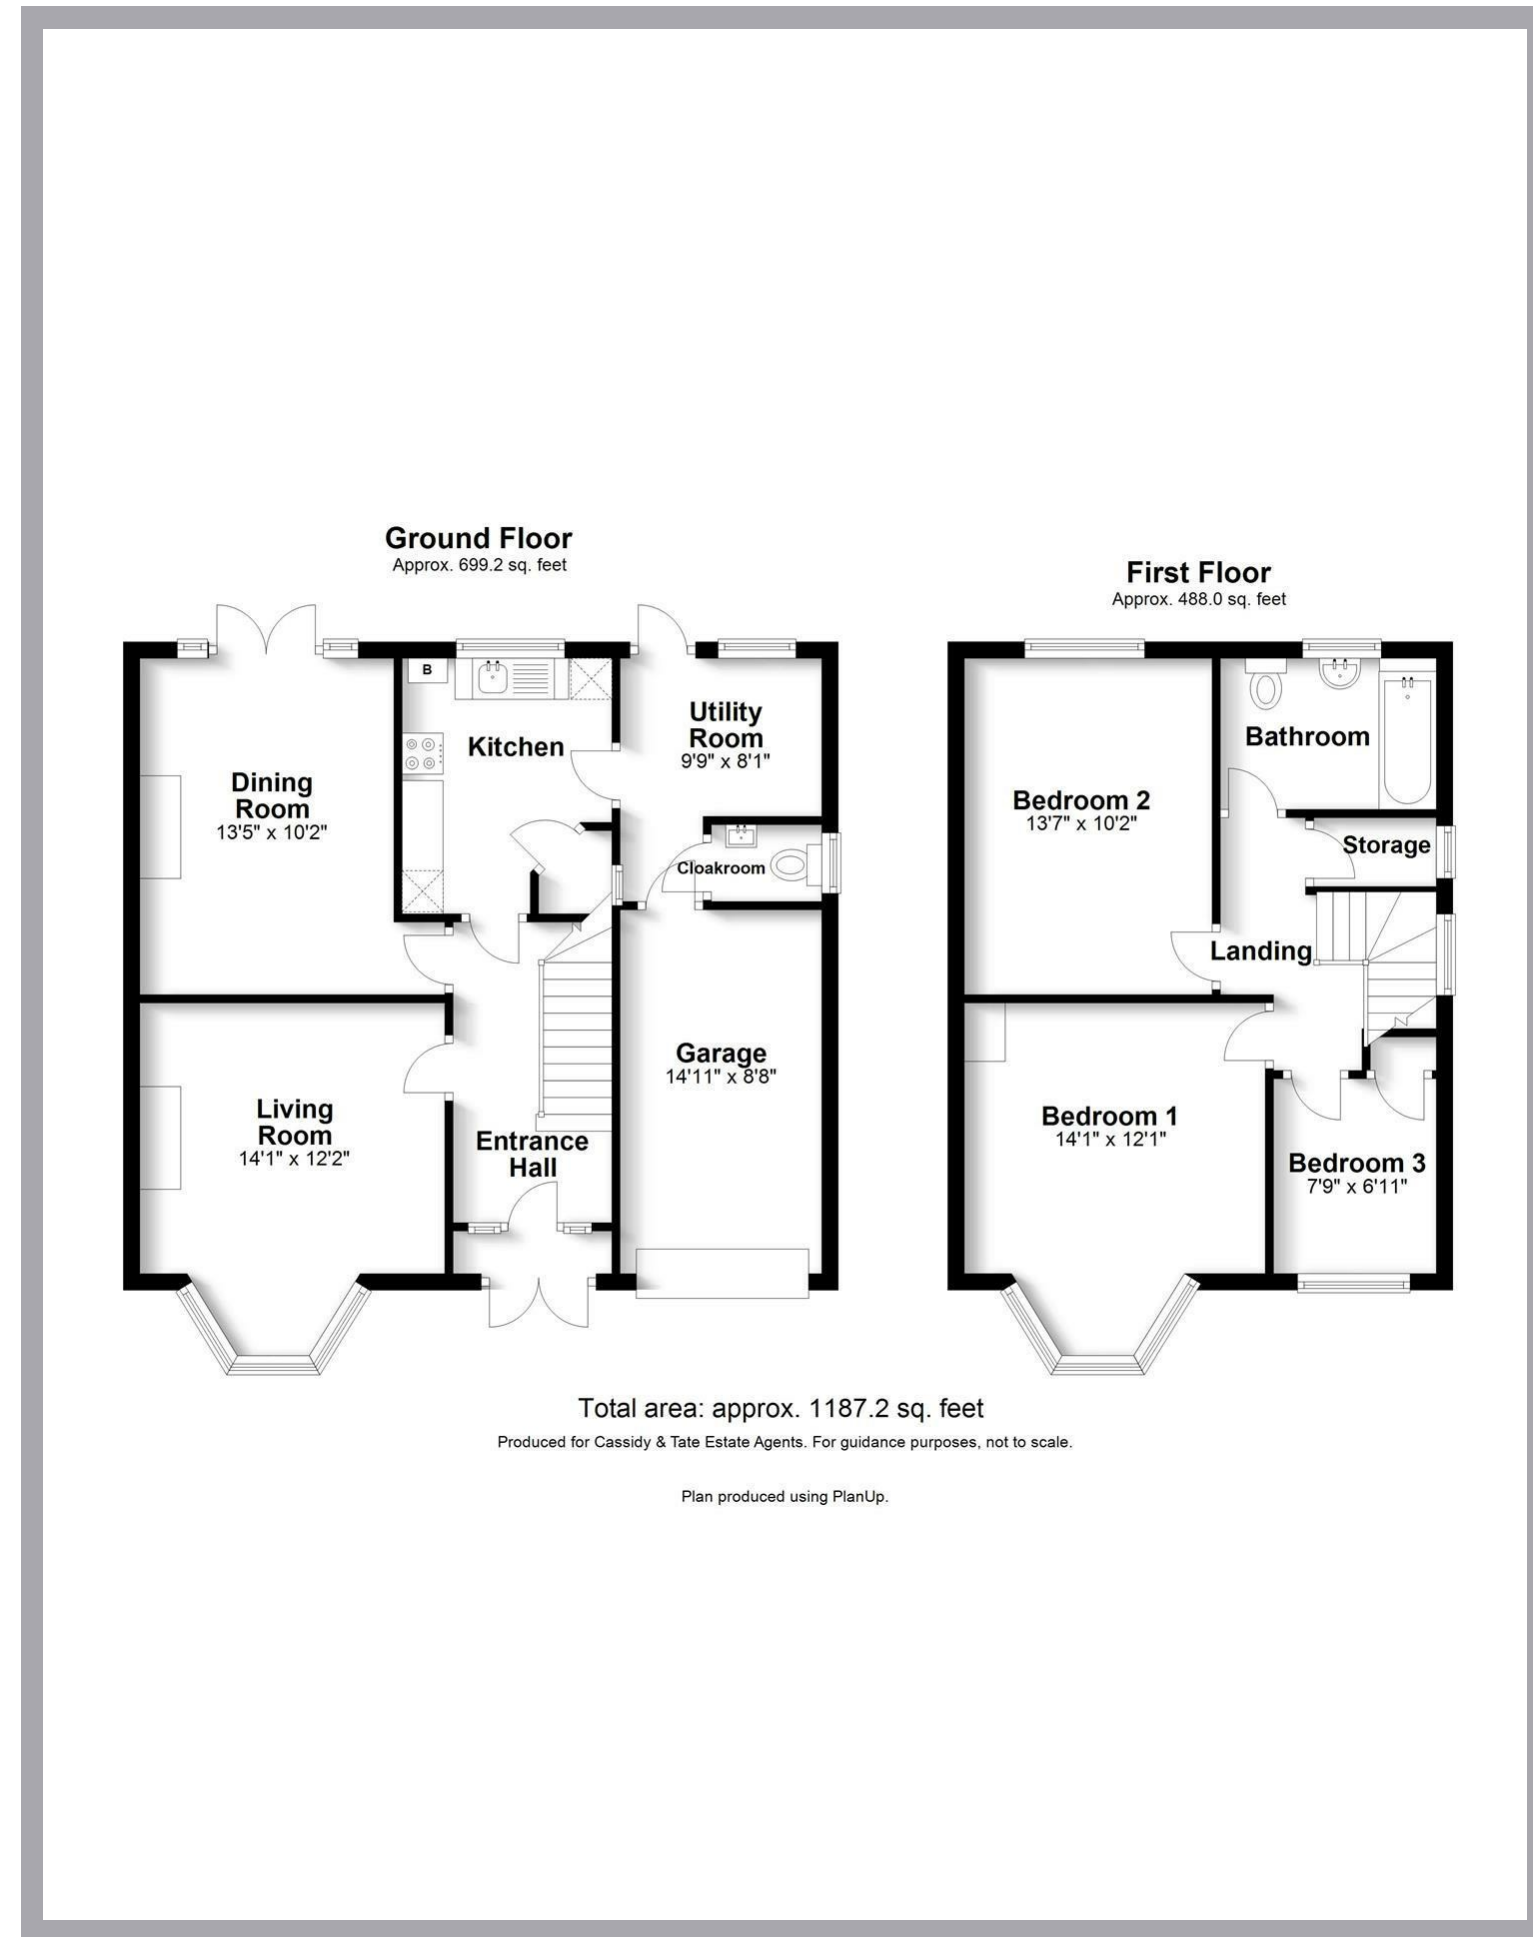 Ground Floor
Approx. 699.2 sq. feet
B
Kitchen
Utility
Room
9'9" x 8'1"
Dining
Room
13'5" x 10'2"
Cloakroom
Garage
14'11" x 8'8"
Living
Room
14'1" x 12'2"
Entrance
Hall
First Floor
Approx. 488.0 sq. feet
Bathroom
Bedroom 2
13'7" x 10'2"
Storage
Landing
Bedroom 1
14'1" x 12'1"
Bedroom 3
7'9" x 6'11"
Total area: approx. 1187.2 sq. feet
Produced for Cassidy & Tate Estate Agents. For guidance purposes, not to scale.
Plan produced using PlanUp.